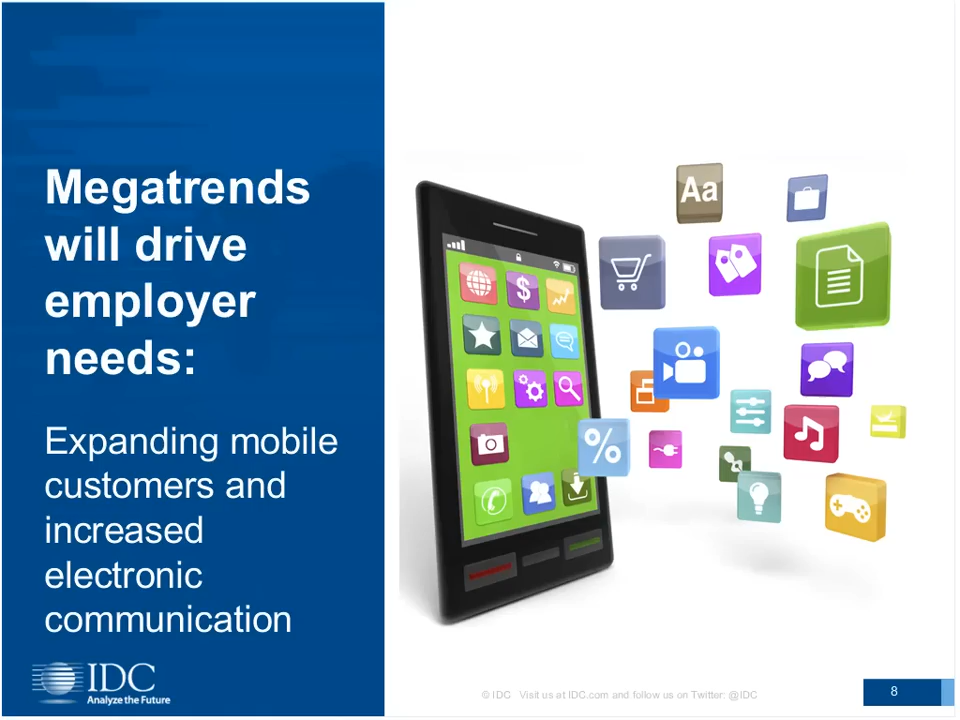 Megatrends
will drive
employer
needs:
Expanding mobile
customers and
increased
electronic
communication
IDC
Analyze the Future
Aa
$
%
© IDC Visit us at IDC.com and follow us on Twitter: @IDC
8